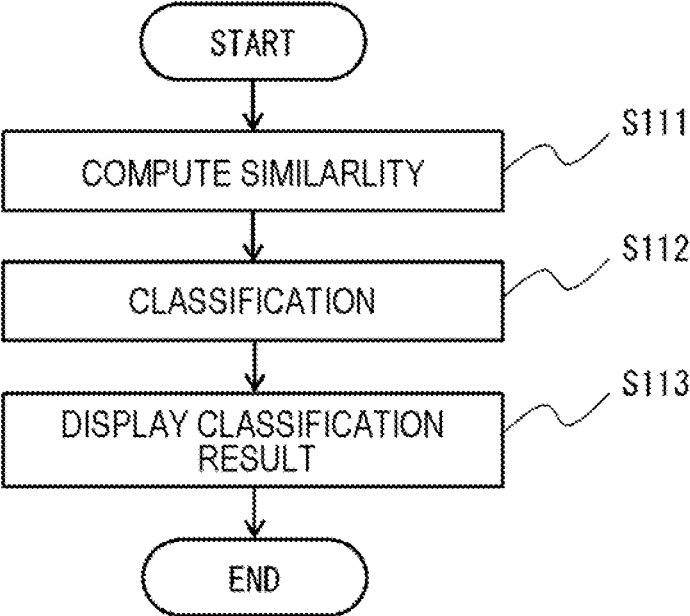 START
S111
COMPUTE SIMILARLITY
S112
CLASSIFICATION
S113
DISPLAY CLASSIFICATION
RESULT
END